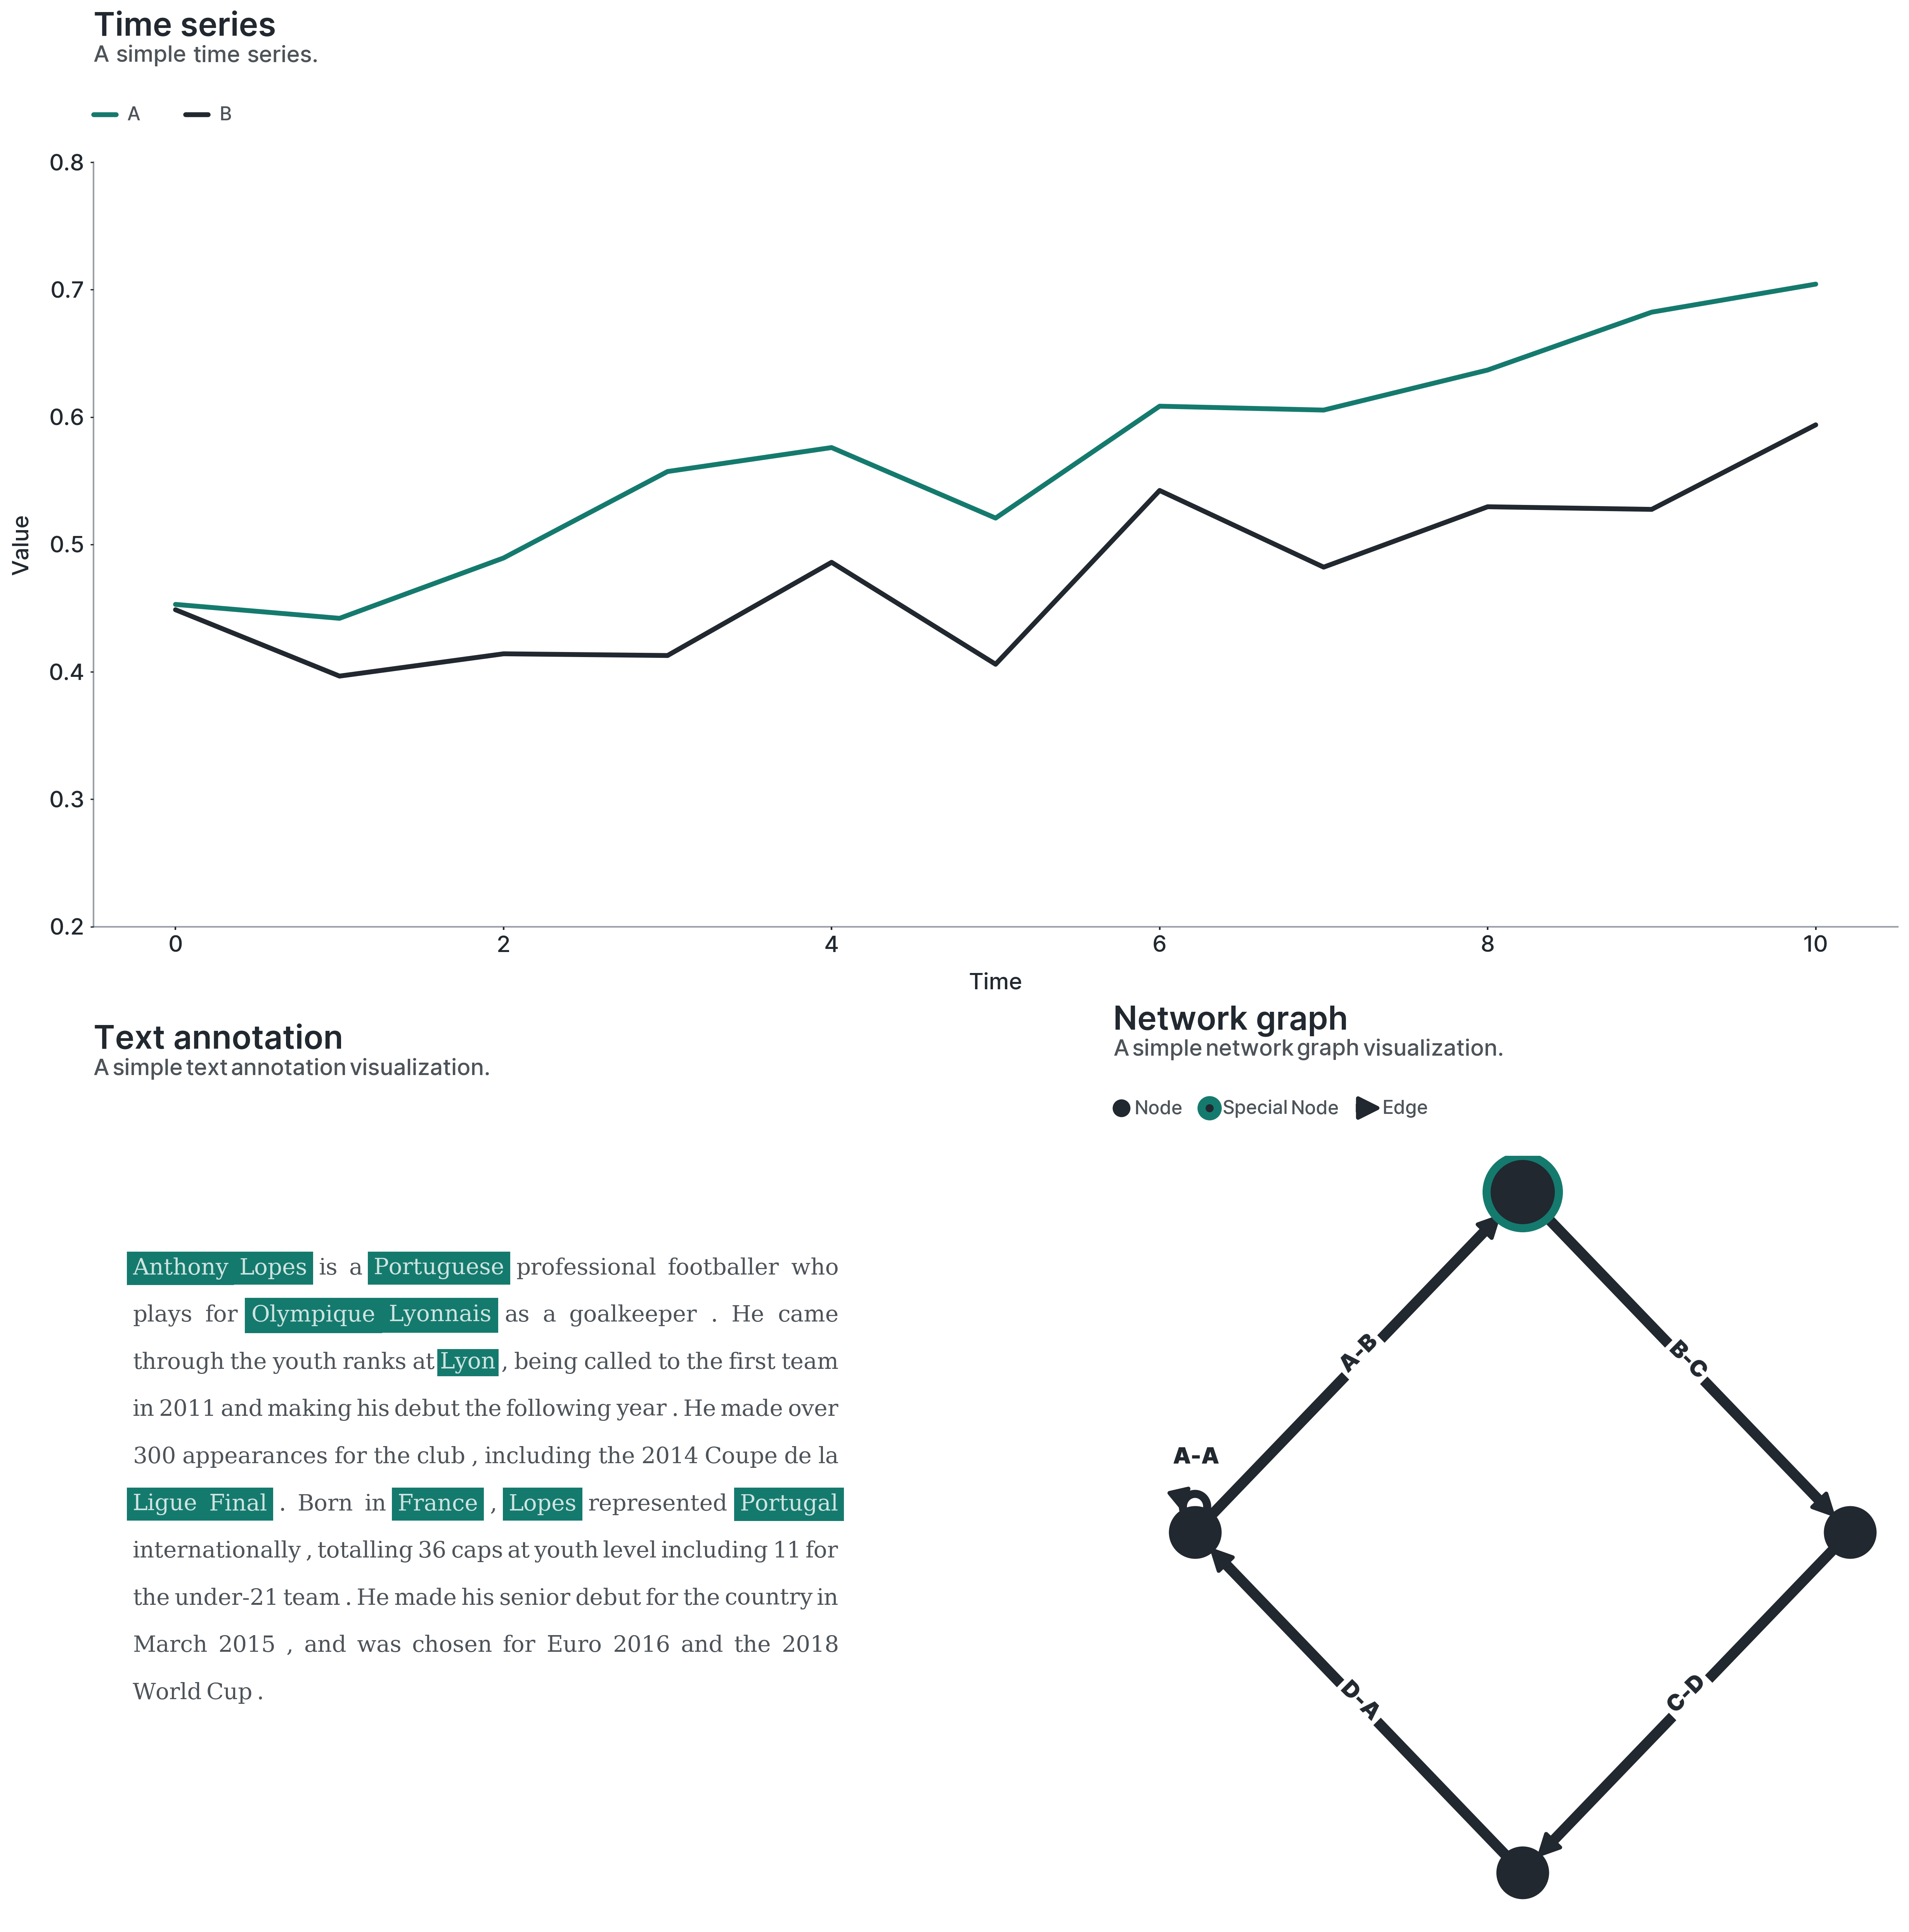 Time series
A simple time series.
A
B
0.8
0.7
0.6
0.5
0.4
0.3
0.2
Value
0
2
4
6
8
10
Time
Text annotation
A simple text annotation visualization.
Anthony Lopes is a Portuguese professional footballer who
plays for Olympique Lyonnais as a goalkeeper . He came
through the youth ranks at Lyon , being called to the first team
in 2011 and making his debut the following year . He made over
300 appearances for the club , including the 2014 Coupe de la
Ligue Final . Born in France , Lopes represented Portugal
internationally , totalling 36 caps at youth level including 11 for
the under-21 team . He made his senior debut for the country in
March 2015 , and was chosen for Euro 2016 and the 2018
World Cup .
Network graph
A simple network graph visualization.
Node
Special Node
Edge
A-B
B-C
A-A
D-A
C-D